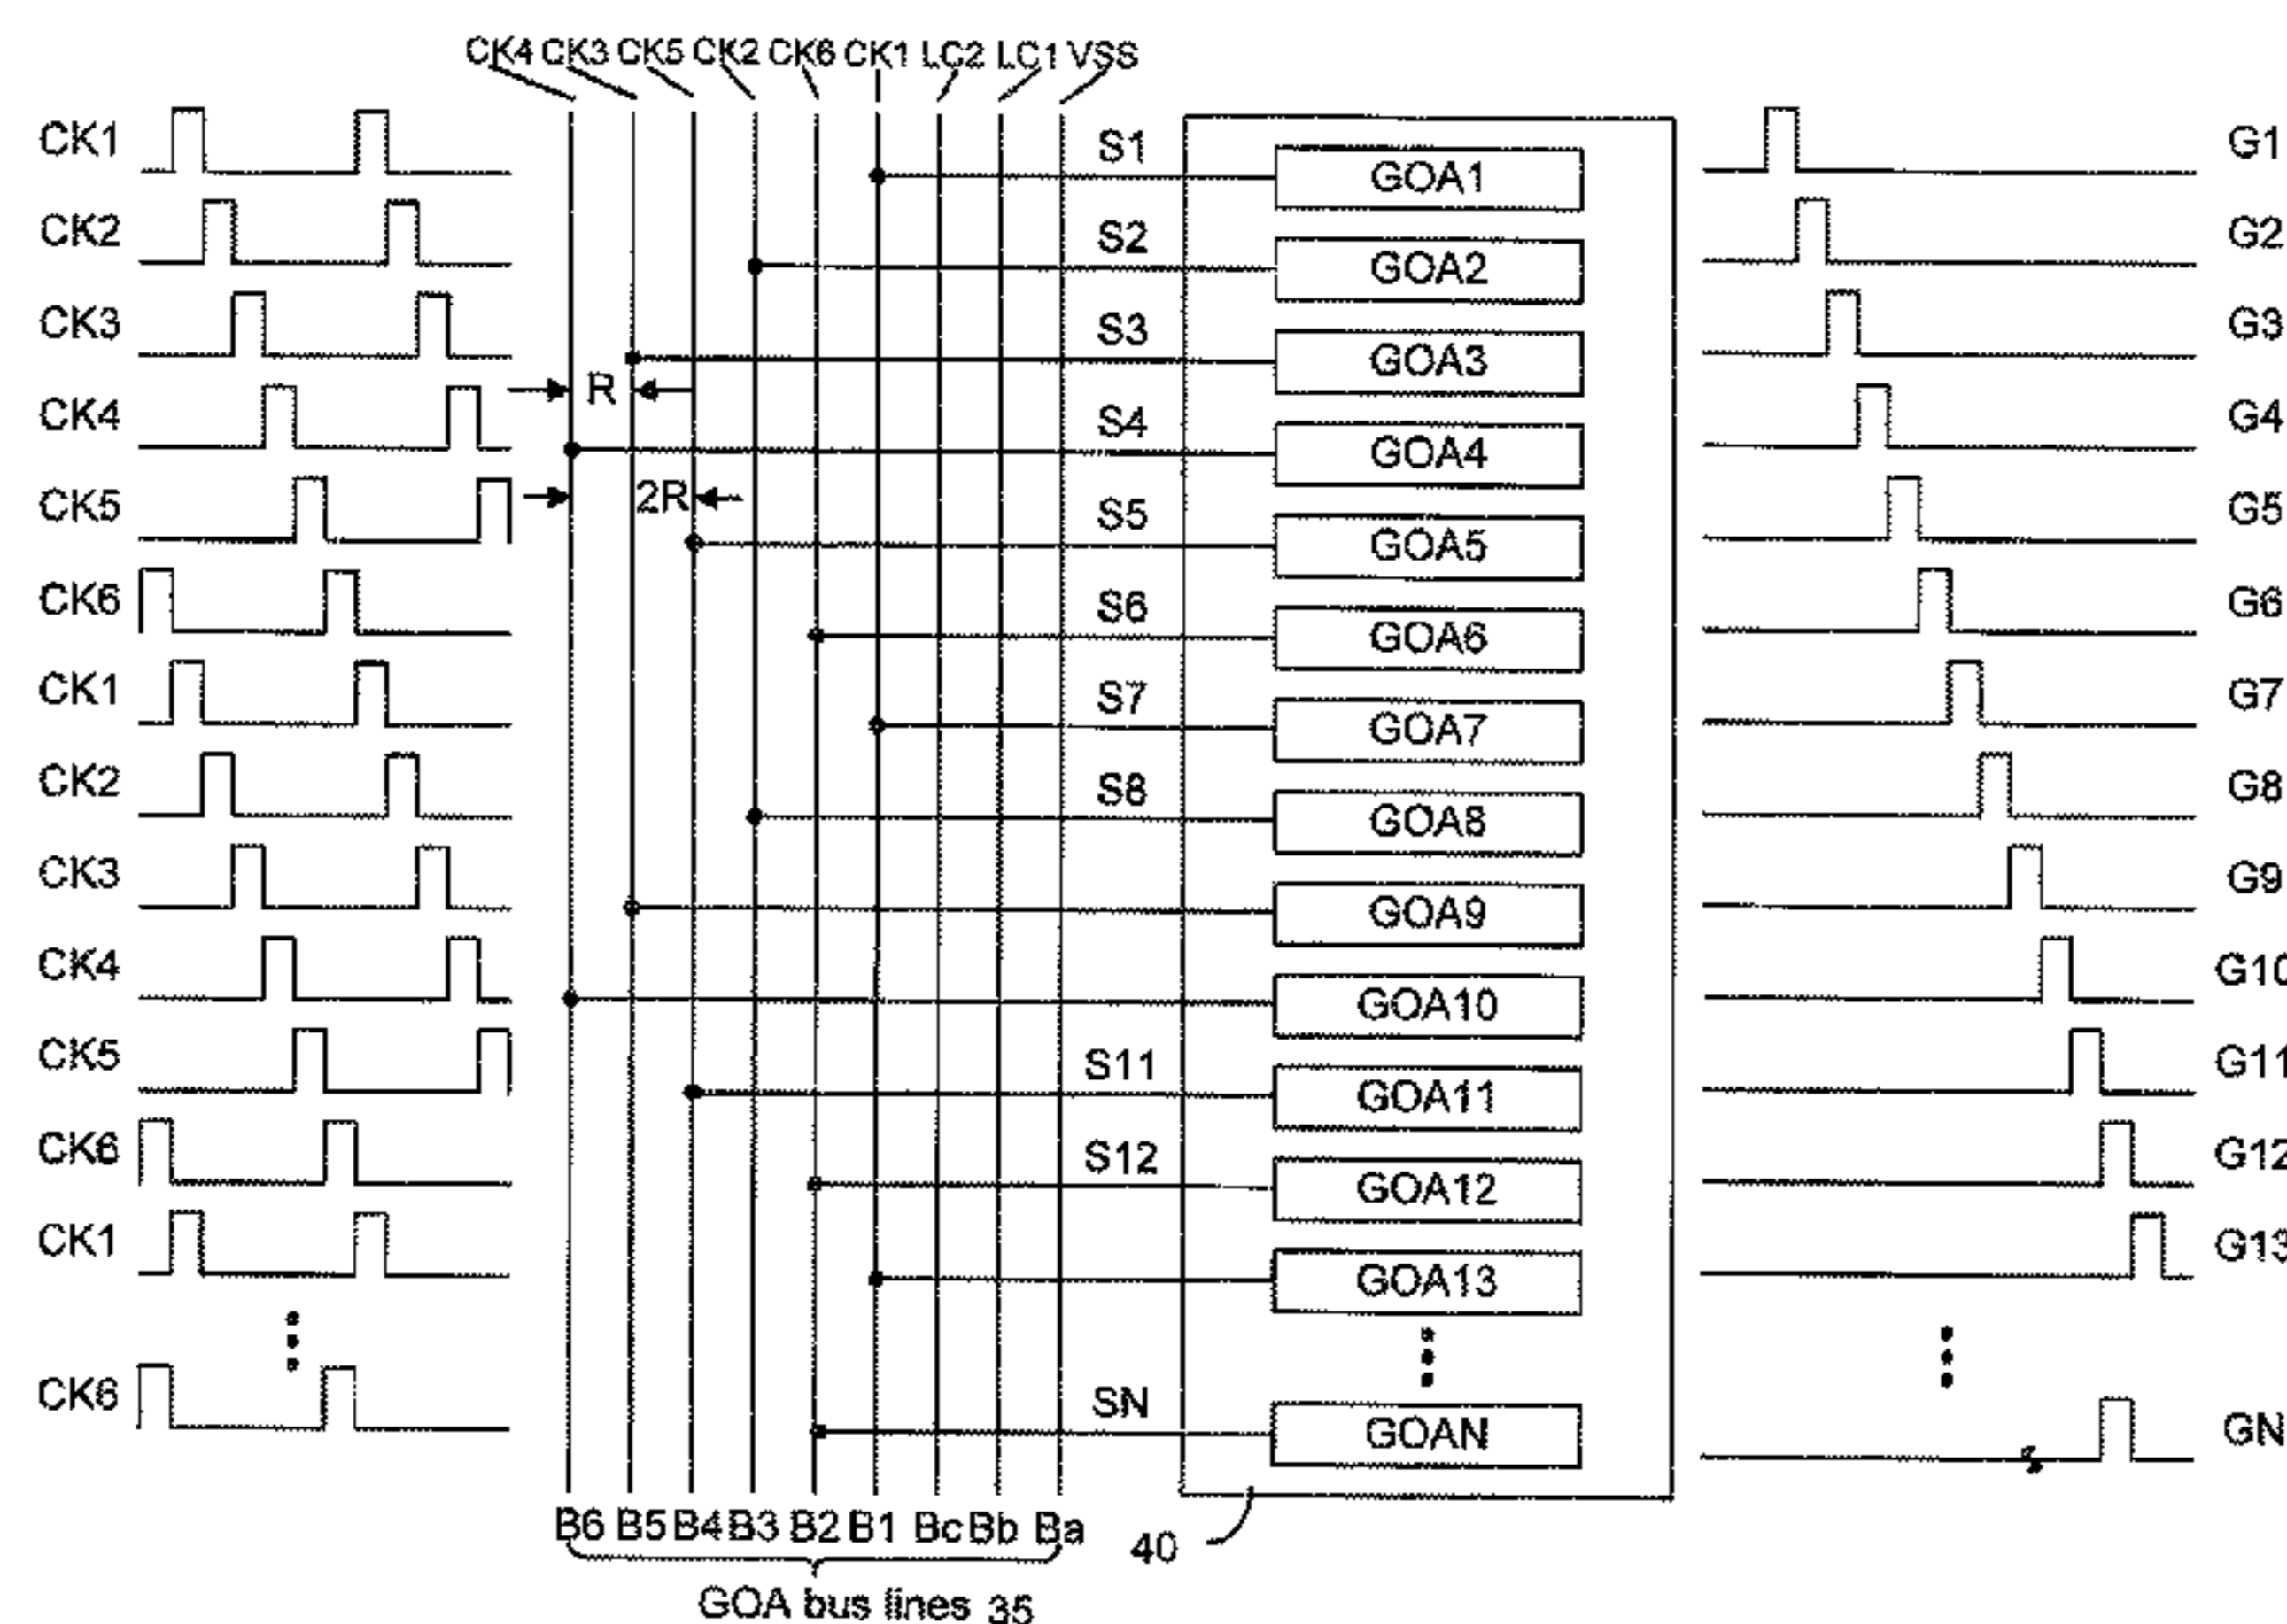 CK4 CK3 CK5 CK2 CK6 CK1 LC2 LC1 VSS
CK1 S1 GOA1 G1
CK2 S2 GOA2 G2
CK3 S3 GOA3 G3
R
CK4 S4 GOA4 G4
CK5 2R S5 GOA5 G5
CK6 S6 GOA6 G6
CK1 S7 GOA7 G7
CK2 S8 GOA8 G8
CK3 GOA9 G9
CK4 GOA10 G10
CK5 S11 GOA11 G11
CK6 S12 GOA12 G12
CK1 GOA13 G13
CK6 SN GOAN GN
B6 B5 B4 B3 B2 B1 Bc Bb Ba 40
GOA bus lines 35